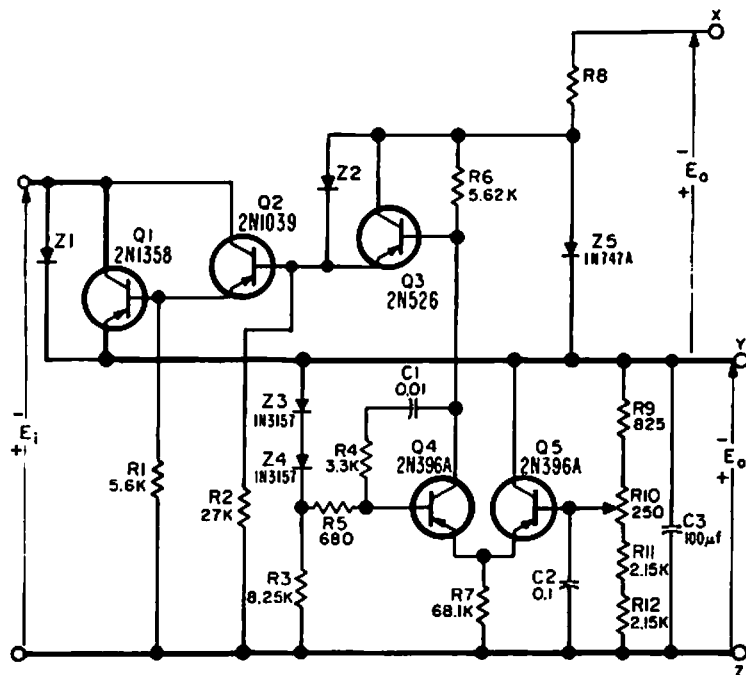 X
R8
−
E₀
+
Z2
R6
5.62K
Q2
2N1039
Z1
Q1
2N1358
Q3
2N526
Z5
1N747A
Y
−
Ei
+
C1
0.01
Z3
1N3157
R4
3.3K
Q4
2N396A
Q5
2N396A
R9
825
−
E₀
+
Z4
1N3157
R1
5.6K
R2
27K
R5
680
R10
250
C3
100μf
R3
8.25K
R7
68.1K
C2
0.1
R11
2.15K
R12
2.15K
Z